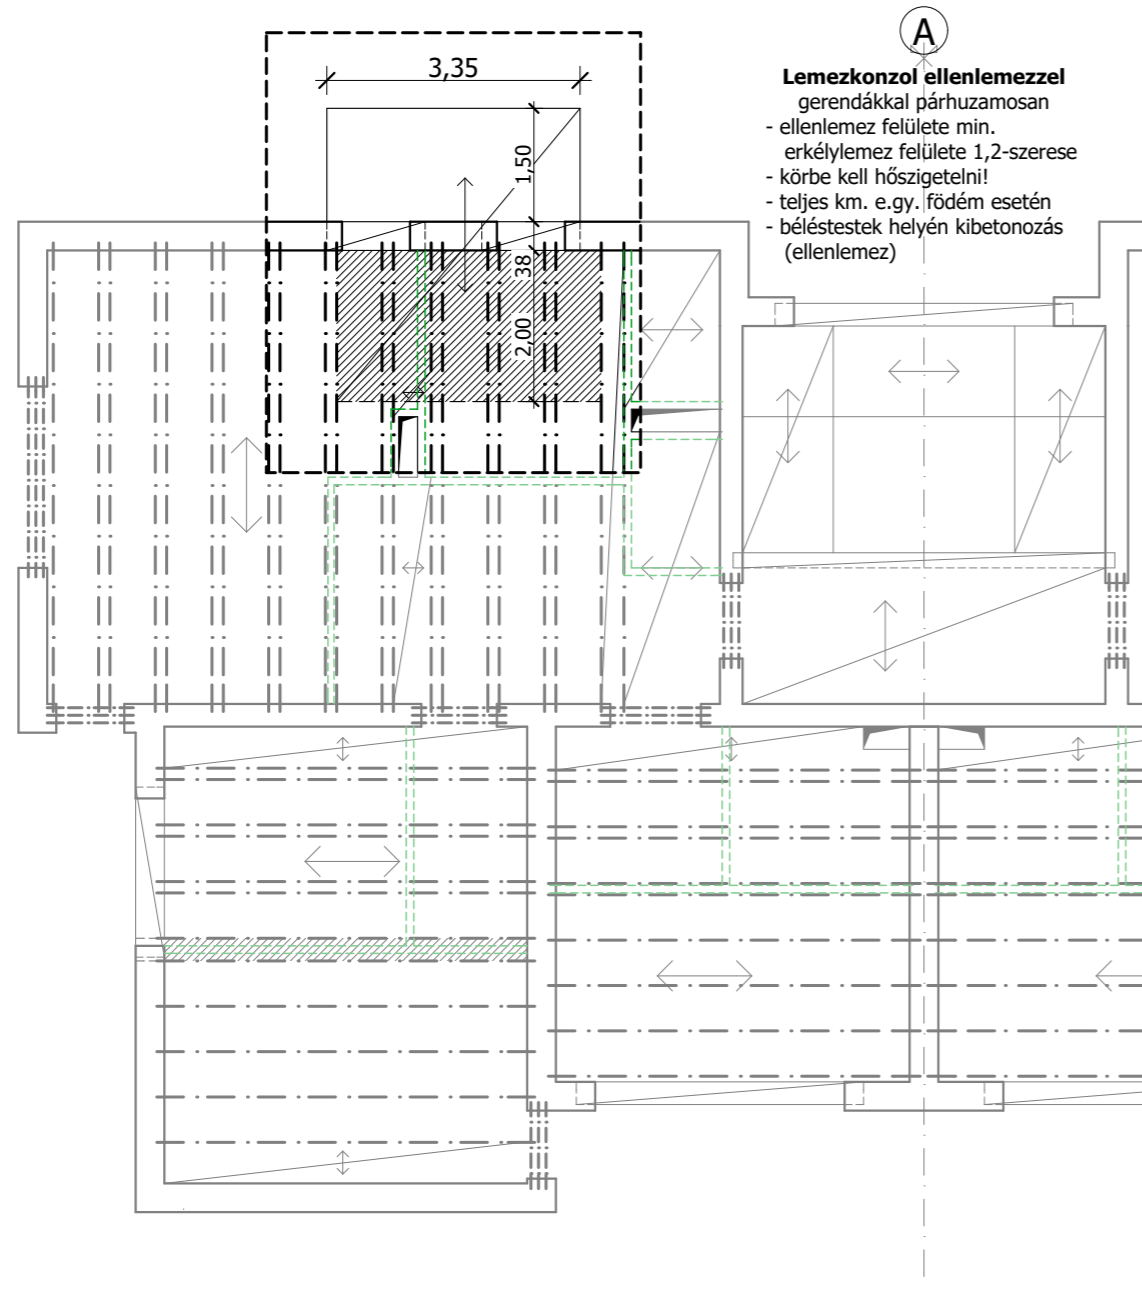 A
Lemezkonzol ellenlemezzel
gerendákkal párhuzamosan
- ellenlemez felülete min.
erkélylemez felülete 1,2-szerese
- körbe kell hőszigetelni!
- teljes km. e.gy. födém esetén
- béléstestek helyén kibetonozás
(ellenlemez)
3,35
1,50
38
2,00